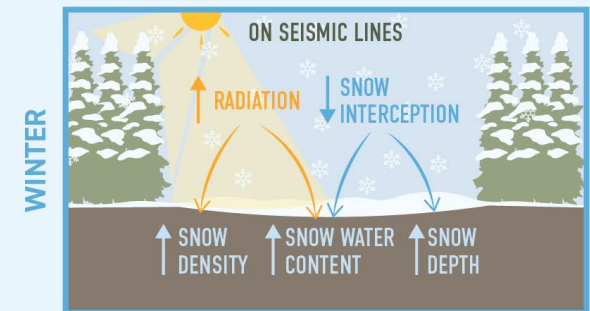 WINTER
ON SEISMIC LINES
RADIATION
SNOW
INTERCEPTION
SNOW
DENSITY
SNOW WATER
CONTENT
SNOW
DEPTH